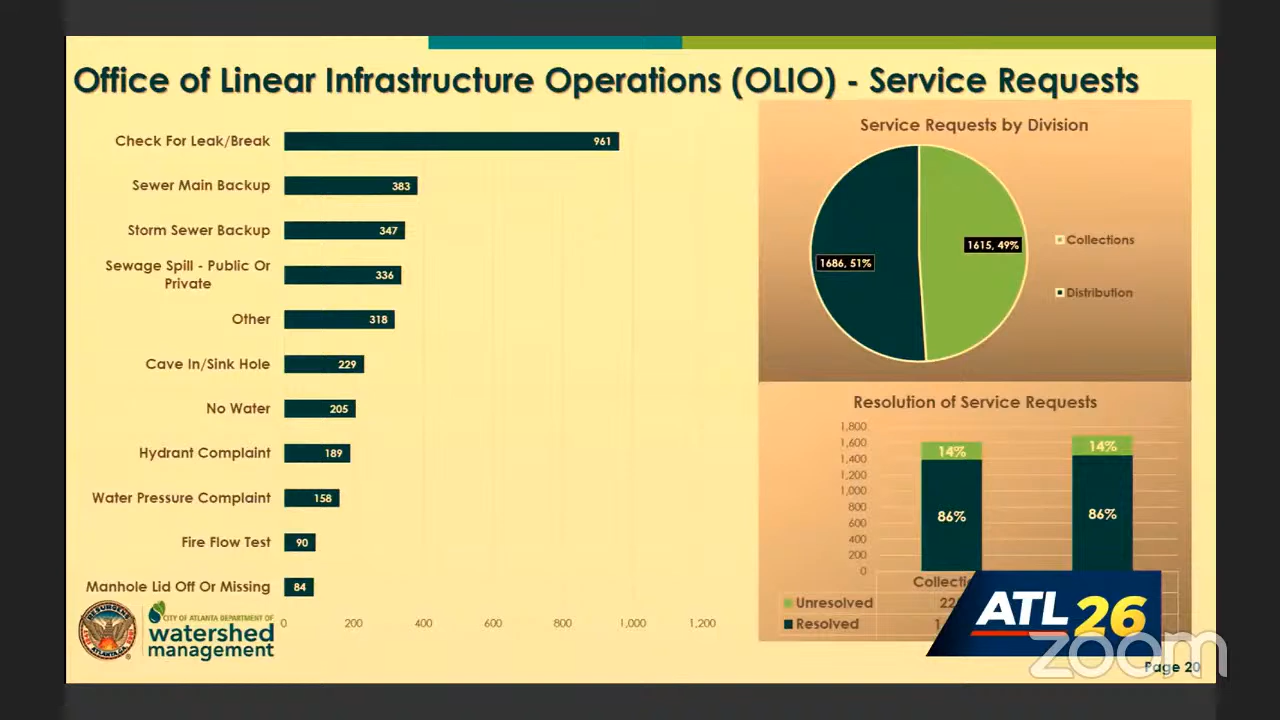 Office of Linear Infrastructure Operations (OLIO) - Service Requests
Check For Leak/Break
961
Sewer Main Backup
383
Storm Sewer Backup
347
Sewage Spill - Public Or
Private
336
Other
318
Cave In/Sink Hole
229
No Water
205
Hydrant Complaint
189
Water Pressure Complaint
158
Fire Flow Test
90
Manhole Lid Off Or Missing
84
0 200 400 600 800 1,000 1,200
CITY OF ATLANTA DEPARTMENT OF
watershed
management
Service Requests by Division
1615, 49%
1686, 51%
Collections
Distribution
Resolution of Service Requests
1,800
1,600
1,400
1,200
1,000
800
600
400
200
0
14%
86%
14%
86%
Unresolved
Resolved
ATL 26
zoom
Page 20